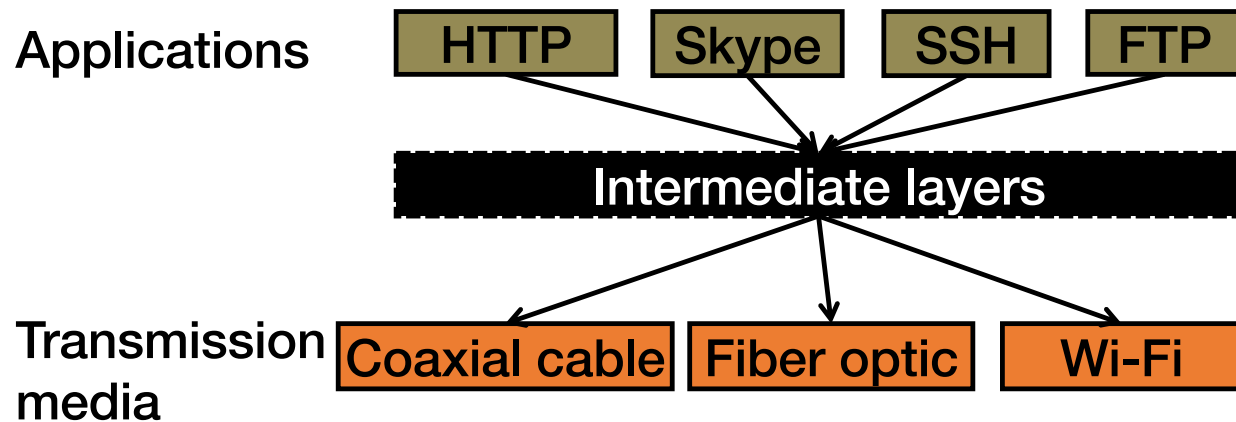 Applications
HTTP
Skype
SSH
FTP
Intermediate layers
Transmission
media
Coaxial cable
Fiber optic
Wi-Fi